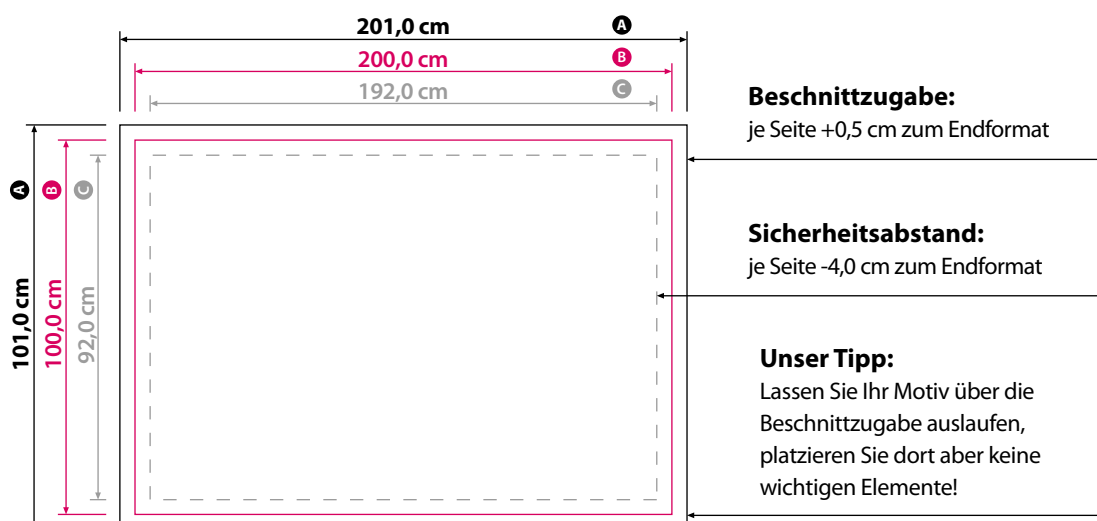 201,0 cm A
200,0 cm B
192,0 cm C
A B C
101,0 cm
100,0 cm
92,0 cm
Beschnittzugabe:
je Seite +0,5 cm zum Endformat
Sicherheitsabstand:
je Seite -4,0 cm zum Endformat
Unser Tipp:
Lassen Sie Ihr Motiv über die
Beschnittzugabe auslaufen,
platzieren Sie dort aber keine
wichtigen Elemente!